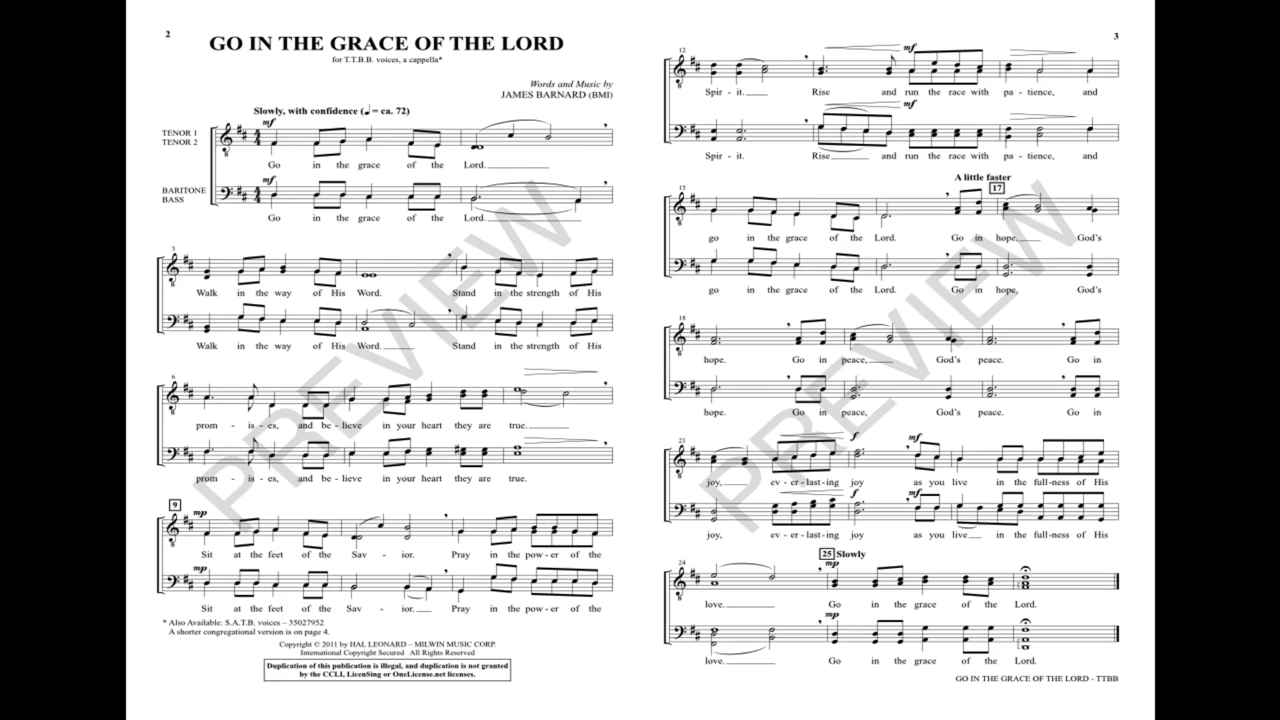 2
GO IN THE GRACE OF THE LORD
for T.T.B.B. voices, a cappella*
Words and Music by
JAMES BARNARD (BMI)
Slowly, with confidence (♩ = ca. 72)
mf
TENOR 1
TENOR 2
Go in the grace of the Lord.
mf
BARITONE
BASS
Go in the grace of the Lord.
3
Walk in the way of His Word. Stand in the strength of His
Walk in the way of His Word. Stand in the strength of His
6
prom - is - es, and be - lieve in your heart they are true.
prom - is - es, and be - lieve in your heart they are true.
9
mp
Sit at the feet of the Sav - ior. Pray in the pow - er of the
mp
Sit at the feet of the Sav - ior. Pray in the pow - er of the
* Also Available: S.A.T.B. voices – 35027952
A shorter congregational version is on page 4.
Copyright © 2011 by HAL LEONARD – MILWIN MUSIC CORP.
International Copyright Secured All Rights Reserved
Duplication of this publication is illegal, and duplication is not granted
by the CCLI, LicenSing or OneLicense.net licenses.
PREVIEW
3
12
mf
Spir - it. Rise and run the race with pa - tience, and
mf
Spir - it. Rise and run the race with pa - tience, and
A little faster
15
17
go in the grace of the Lord. Go in hope, God's
go in the grace of the Lord. Go in hope, God's
18
hope. Go in peace, God's peace. Go in
hope. Go in peace, God's peace. Go in
21
f
mf
joy, ev - er - last - ing joy as you live in the full - ness of His
f
mf
joy, ev - er - last - ing joy as you live in the full - ness of His
24
25 Slowly
mp
love. Go in the grace of the Lord.
mp
love. Go in the grace of the Lord.
GO IN THE GRACE OF THE LORD - TTBB
PREVIEW